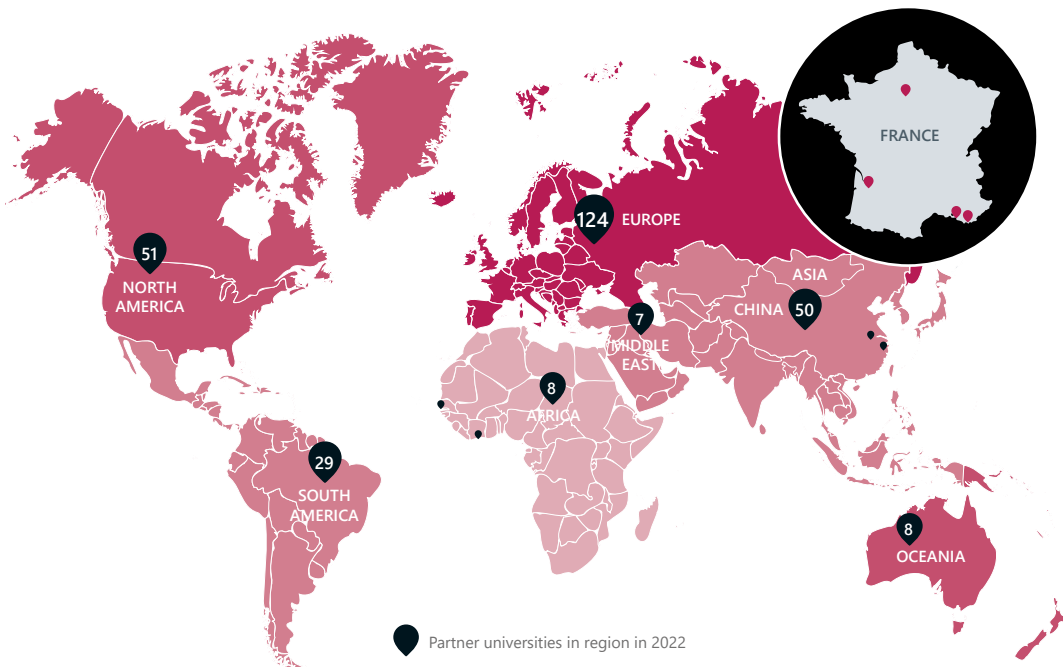 FRANCE
124
EUROPE
51
NORTH
AMERICA
ASIA
CHINA
50
7
MIDDLE
EAST
8
AFRICA
29
SOUTH
AMERICA
8
OCEANIA
Partner universities in region in 2022